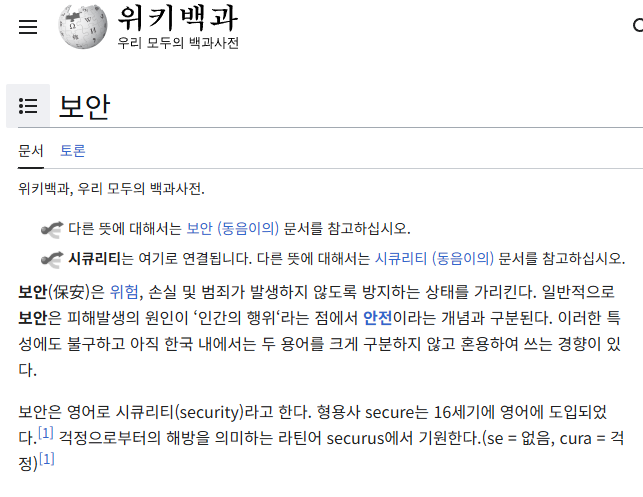 위키백과
우리 모두의 백과사전
보안
문서 토론
위키백과, 우리 모두의 백과사전.
다른 뜻에 대해서는 보안 (동음이의) 문서를 참고하십시오.
시큐리티는 여기로 연결됩니다. 다른 뜻에 대해서는 시큐리티 (동음이의) 문서를 참고하십시오.
보안(保安)은 위험, 손실 및 범죄가 발생하지 않도록 방지하는 상태를 가리킨다. 일반적으로
보안은 피해발생의 원인이 ‘인간의 행위‘라는 점에서 안전이라는 개념과 구분된다. 이러한 특
성에도 불구하고 아직 한국 내에서는 두 용어를 크게 구분하지 않고 혼용하여 쓰는 경향이 있
다.
보안은 영어로 시큐리티(security)라고 한다. 형용사 secure는 16세기에 영어에 도입되었
다.[1] 걱정으로부터의 해방을 의미하는 라틴어 securus에서 기원한다.(se = 없음, cura = 걱
정)[1]